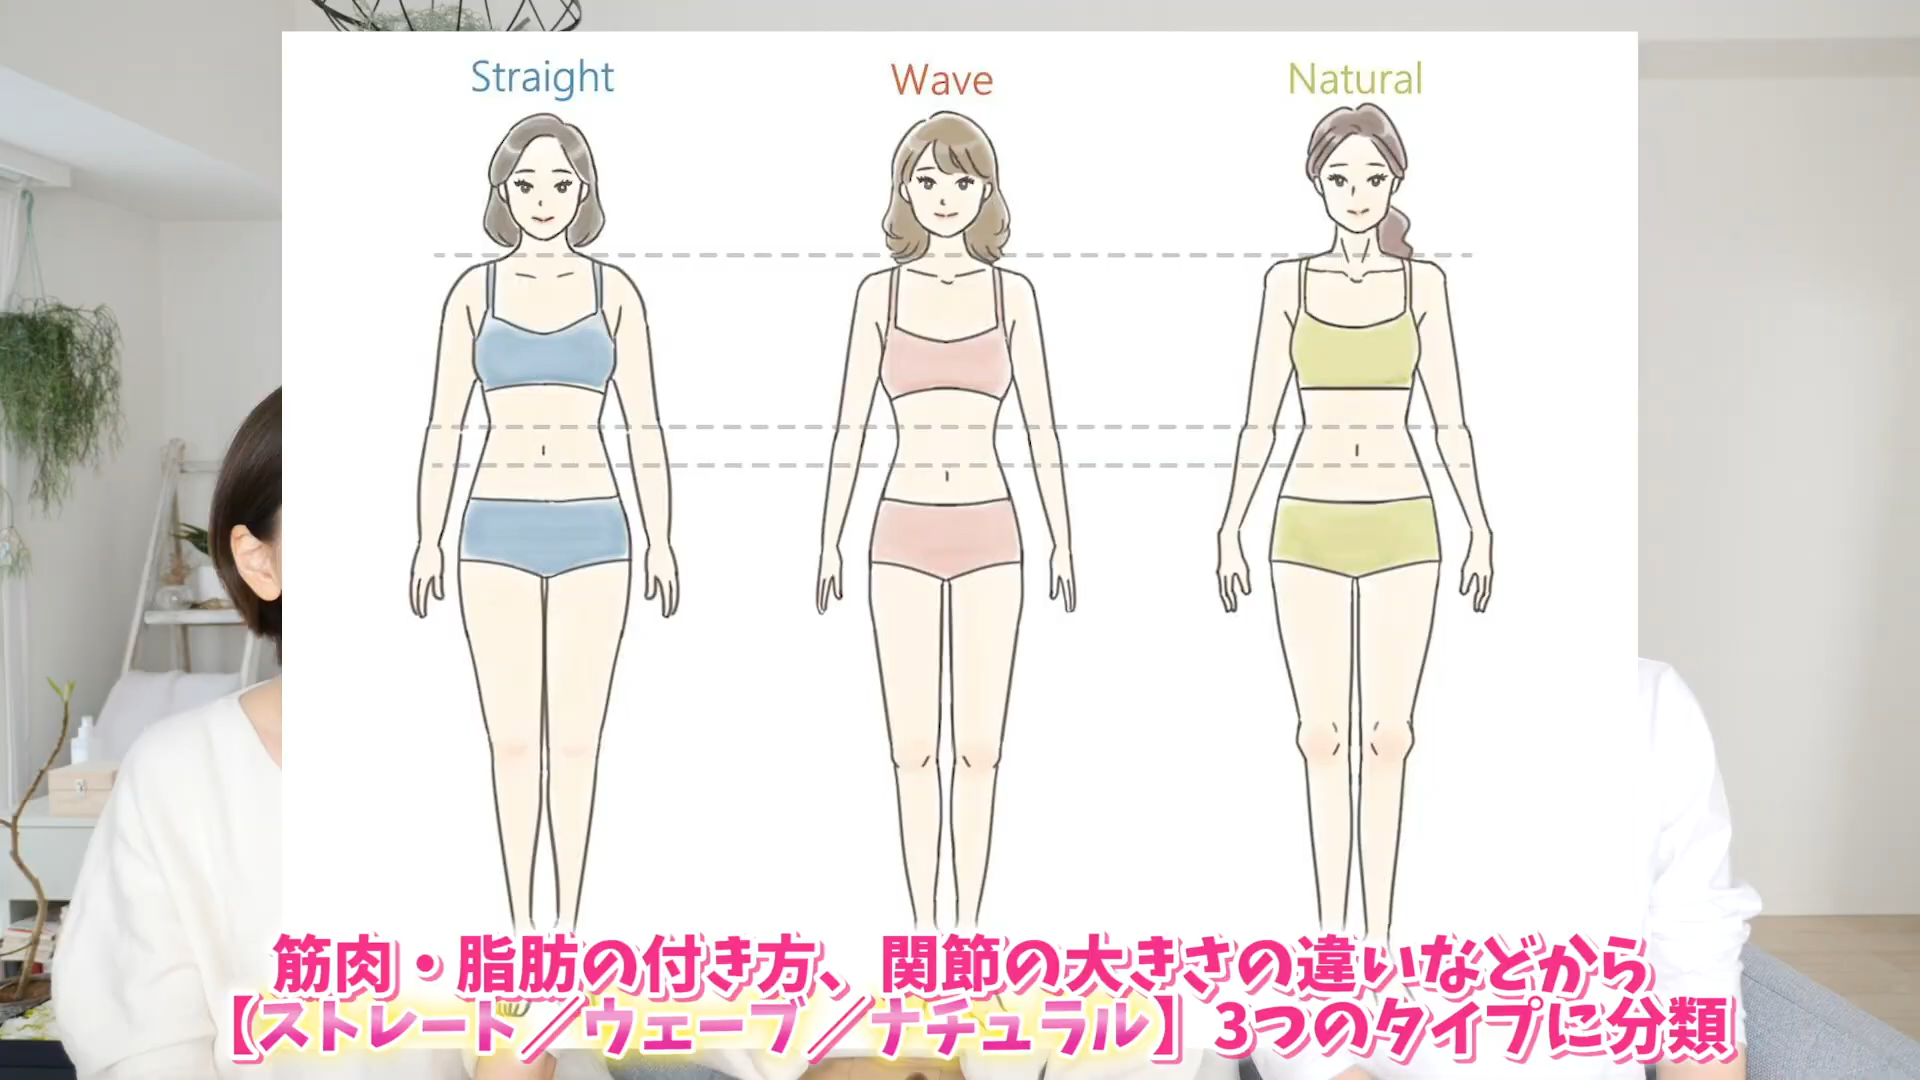 Straight
Wave
Natural
筋肉・脂肪の付き方、関節の大きさの違いなどから
【ストレート／ウェーブ／ナチュラル】3つのタイプに分類